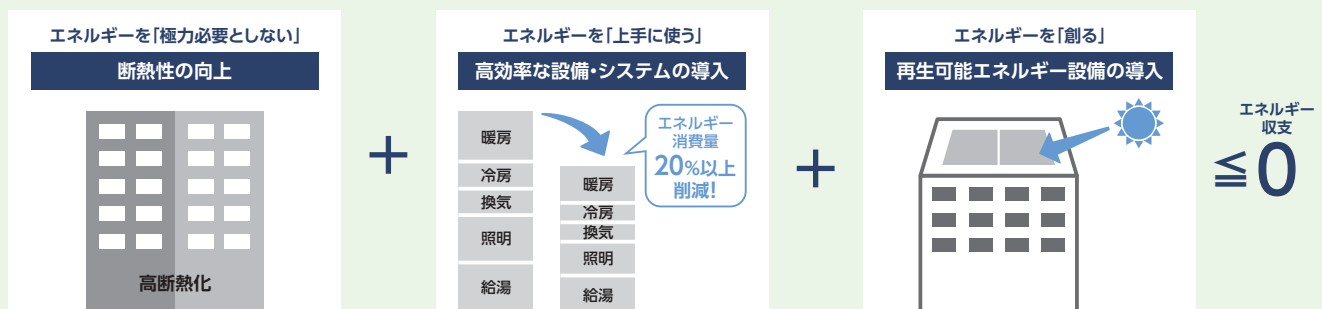 エネルギーを「極力必要としない」
断熱性の向上
高断熱化
+
エネルギーを「上手に使う」
高効率な設備・システムの導入
暖房
冷房
換気
照明
給湯
暖房
冷房
換気
照明
給湯
エネルギー
消費量
20%以上
削減!
+
エネルギーを「創る」
再生可能エネルギー設備の導入
エネルギー
収支
≦0